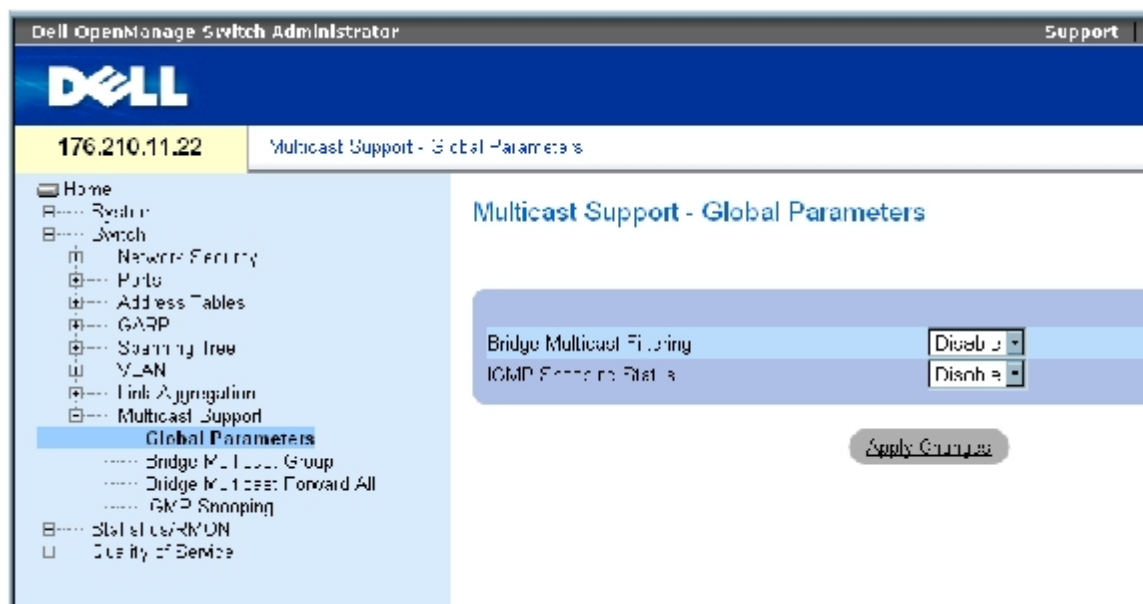 Dell OpenManage Switch Administrator
Support
DELL
176.210.11.22
Multicast Support - Global Parameters
Home
System
Switch
Network Security
Ports
Address Tables
GARP
Spanning Tree
VLAN
Link Aggregation
Multicast Support
Global Parameters
Bridge Multicast Group
Bridge Multicast Forward All
IGMP Snooping
Statistics/RMON
Quality of Service
Multicast Support - Global Parameters
Bridge Multicast Filtering
Disable
IGMP Snooping Status
Disable
Apply Changes